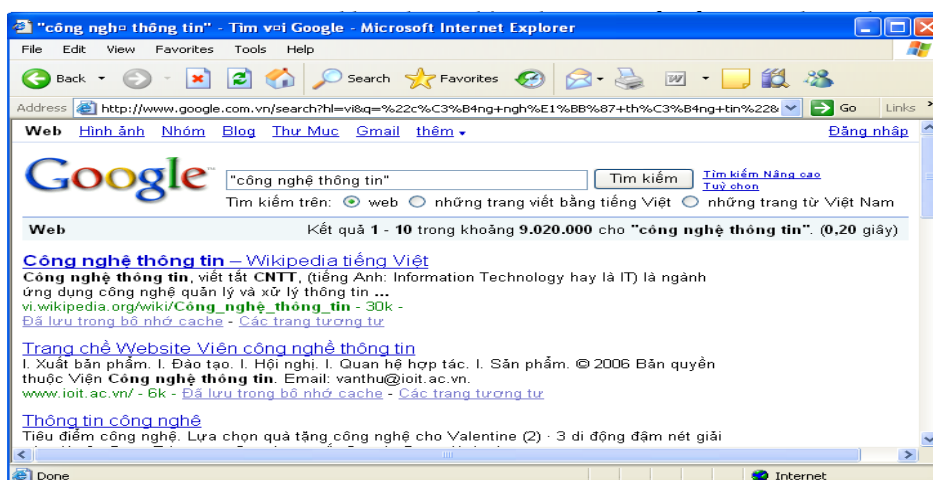 "công ngh¤ thông tin" - Tìm v¤i Google - Microsoft Internet Explorer
File Edit View Favorites Tools Help
Back Search Favorites
Address http://www.google.com.vn/search?hl=vi&q=%22c%C3%B4ng+ngh%E1%BB%87+th%C3%B4ng+tin%22& Go Links
Web Hình ảnh Nhóm Blog Thư Mục Gmail thêm Đăng nhập
Google "công nghệ thông tin" Tìm kiếm Tìm kiếm Nâng cao
Tuỳ chọn
Tìm kiếm trên: web những trang viết bằng tiếng Việt những trang từ Việt Nam
Web Kết quả 1 - 10 trong khoảng 9.020.000 cho "công nghệ thông tin". (0,20 giây)
Công nghệ thông tin – Wikipedia tiếng Việt
Công nghệ thông tin, viết tắt CNTT, (tiếng Anh: Information Technology hay là IT) là ngành
ứng dụng công nghệ quản lý và xử lý thông tin ...
vi.wikipedia.org/wiki/Công_nghệ_thông_tin - 30k -
Đã lưu trong bộ nhớ cache - Các trang tương tự
Trang chề Website Viện công nghề thông tin
I. Xuất bản phẩm. I. Đào tạo. I. Hội nghị. I. Quan hệ hợp tác. I. Sản phẩm. © 2006 Bản quyền
thuộc Viện Công nghệ thông tin. Email: vanthu@ioit.ac.vn.
www.ioit.ac.vn/ - 6k - Đã lưu trong bộ nhớ cache - Các trang tương tự
Thông tin công nghệ
Tiêu điểm công nghệ. Lựa chọn quà tặng công nghệ cho Valentine (2) · 3 di động đậm nét giải
Done Internet